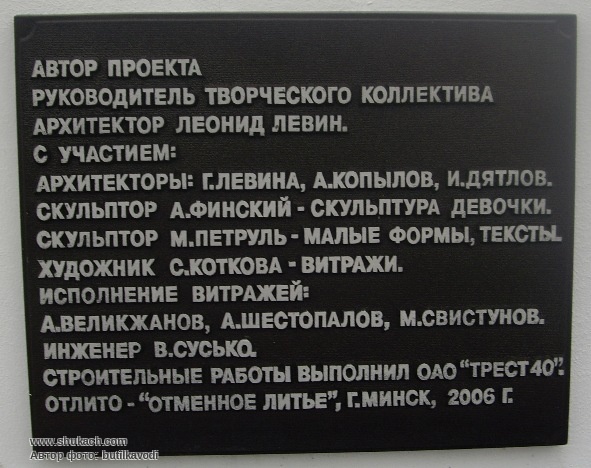 АВТОР ПРОЕКТА
РУКОВОДИТЕЛЬ ТВОРЧЕСКОГО КОЛЛЕКТИВА
АРХИТЕКТОР ЛЕОНИД ЛЕВИН.
С УЧАСТИЕМ:
АРХИТЕКТОРЫ: Г.ЛЕВИНА, А.КОПЫЛОВ, И.ДЯТЛОВ.
СКУЛЬПТОР А.ФИНСКИЙ - СКУЛЬПТУРА ДЕВОЧКИ.
СКУЛЬПТОР М.ПЕТРУЛЬ - МАЛЫЕ ФОРМЫ, ТЕКСТЫ.
ХУДОЖНИК С.КОТКОВА - ВИТРАЖИ.
ИСПОЛНЕНИЕ ВИТРАЖЕЙ:
А.ВЕЛИКЖАНОВ, А.ШЕСТОПАЛОВ, М.СВИСТУНОВ.
ИНЖЕНЕР В.СУСЬКО.
СТРОИТЕЛЬНЫЕ РАБОТЫ ВЫПОЛНИЛ ОАО "ТРЕСТ 40".
ОТЛИТО - "ОТМЕННОЕ ЛИТЬЕ", Г.МИНСК, 2006 Г.
www.shukach.com
Автор фото: butilkavodi